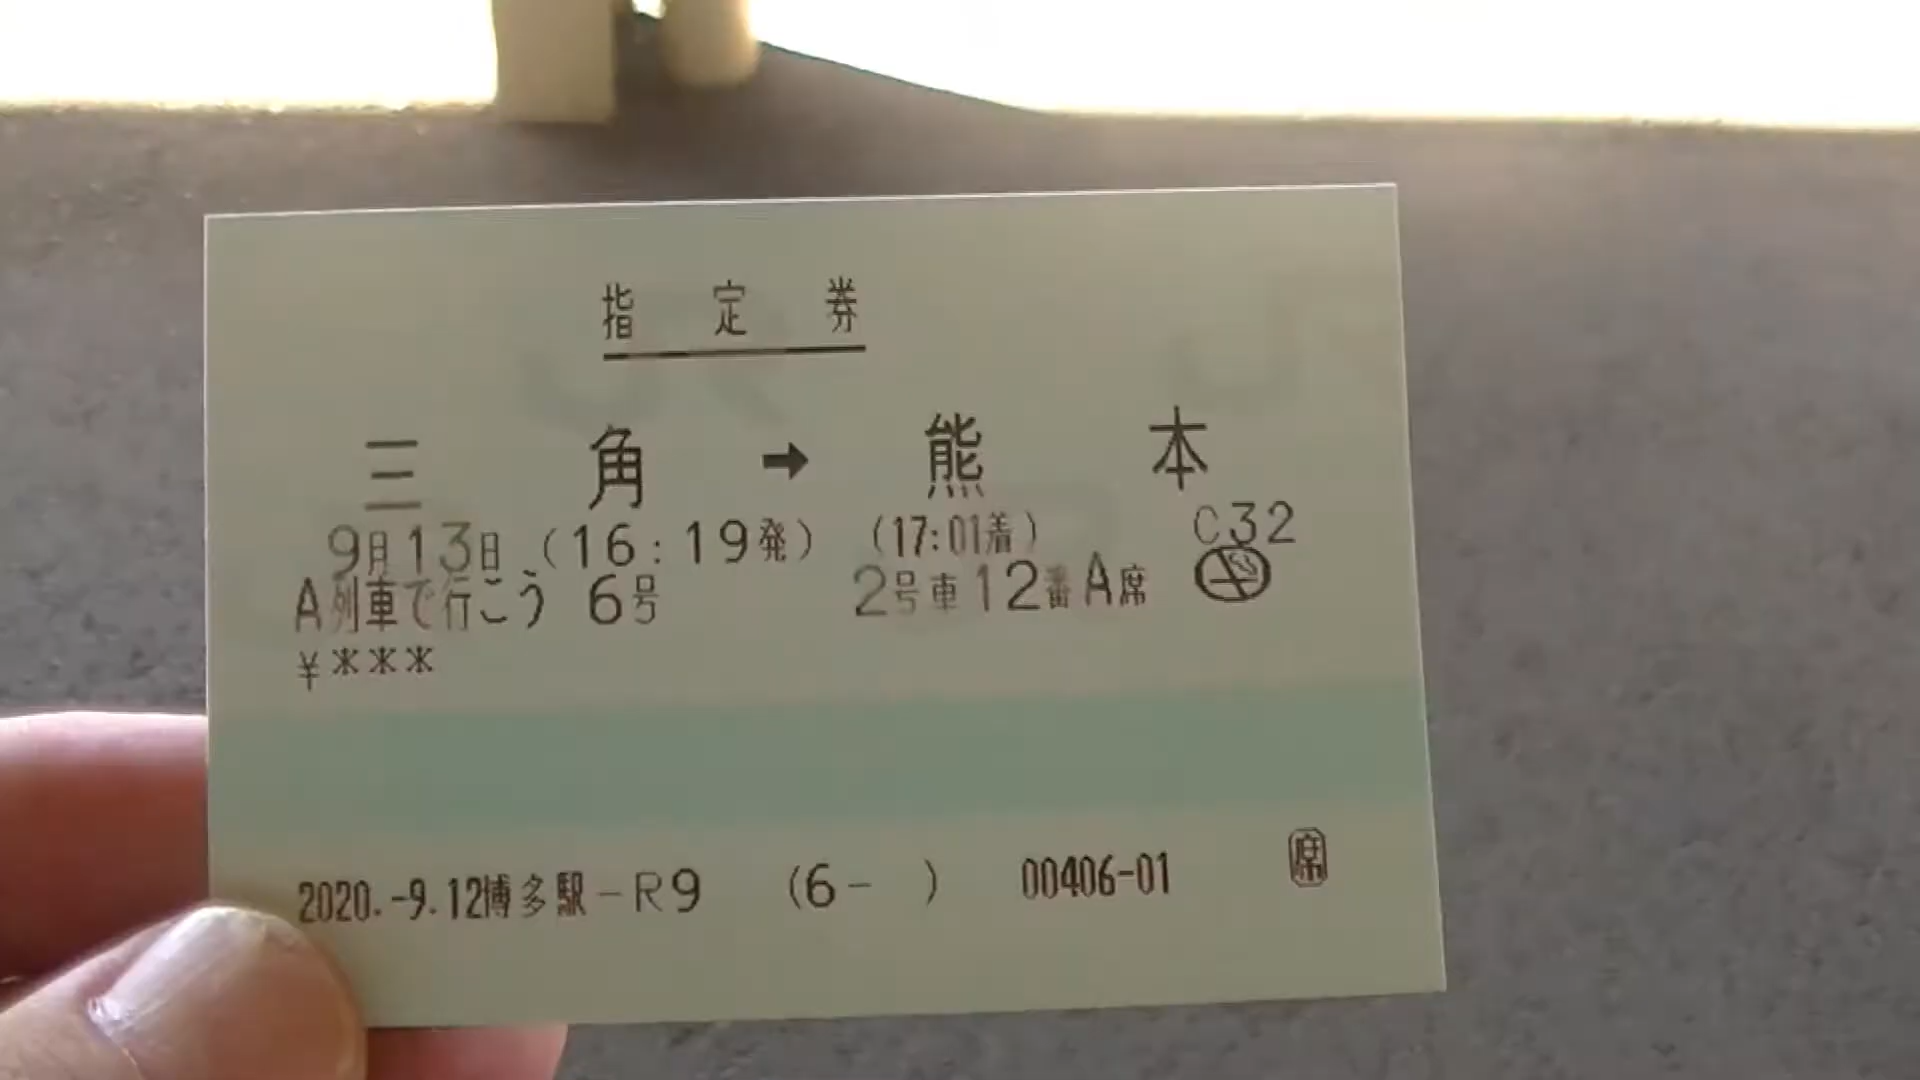 指定券
三角➡熊本
9月13日 (16:19発) (17:01着) C32
A列車で行こう 6号 2号車12番A席
¥***
2020.-9.12博多駅-R9 (6- ) 00406-01 席